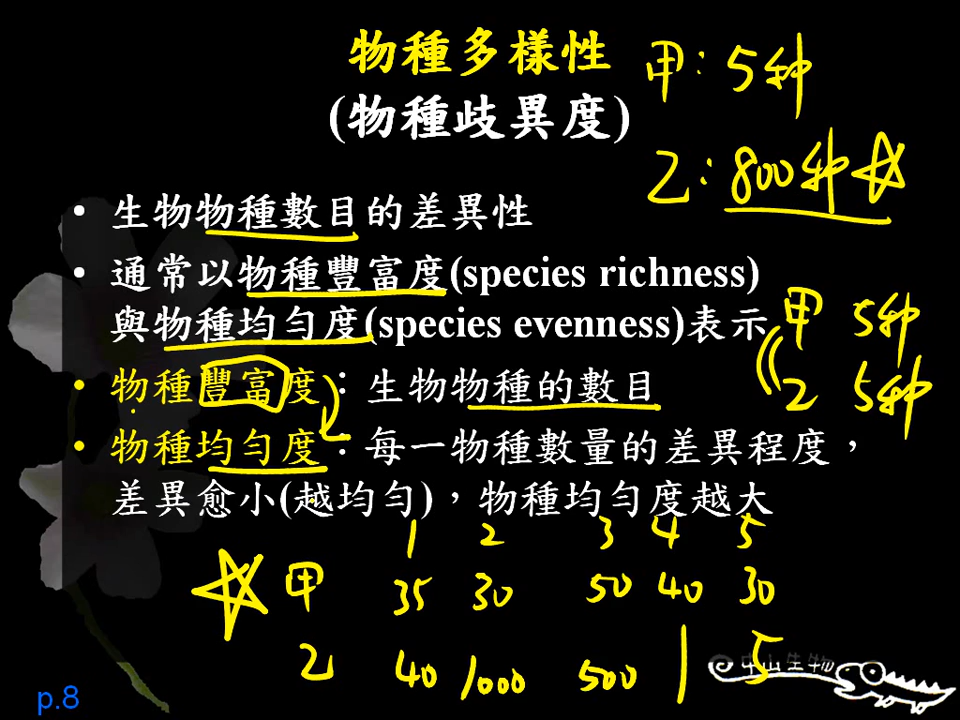 物種多樣性
(物種歧異度)
甲：5种
乙：800种
• 生物物種數目的差異性
• 通常以物種豐富度(species richness)
與物種均勻度(species evenness)表示
甲 5种
乙 5种
• 物種豐富度：生物物種的數目
• 物種均勻度：每一物種數量的差異程度，
差異愈小(越均勻)，物種均勻度越大
1 2 3 4 5
甲 35 30 50 40 30
乙 40 1000 500 1 5
中山生物
p.8